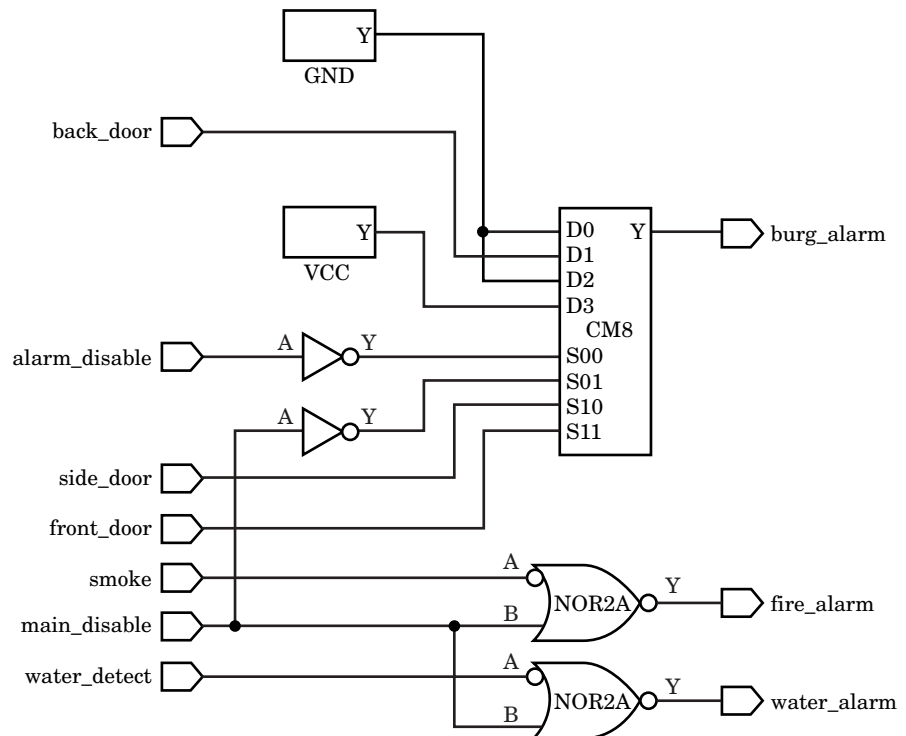 Y
GND
back_door
Y
VCC
D0 Y
burg_alarm
D1
D2
D3
CM8
alarm_disable
A Y
S00
S01
A Y
S10
S11
side_door
front_door
smoke
A
NOR2A
Y
fire_alarm
main_disable
B
water_detect
A
NOR2A
Y
water_alarm
B